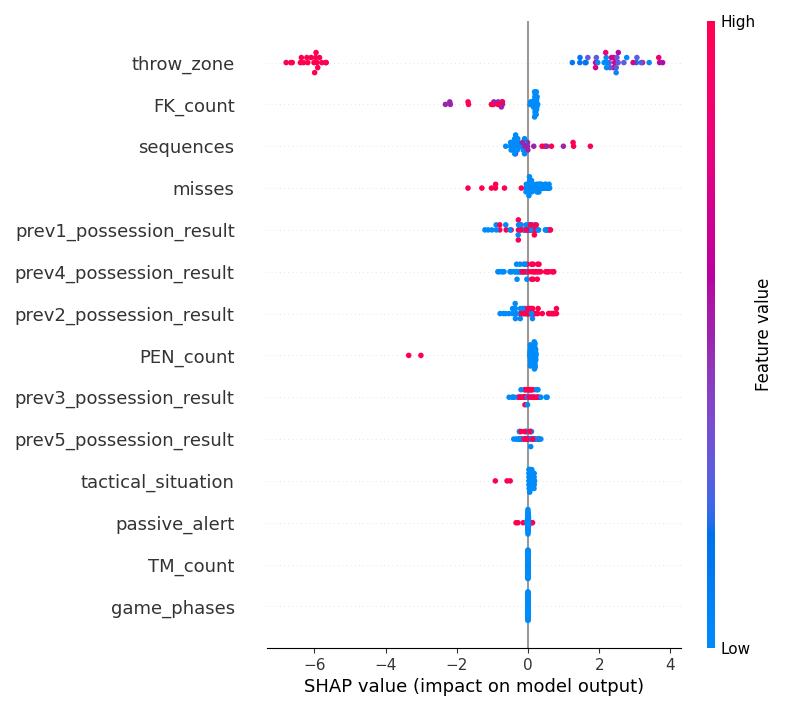 High
throw_zone
FK_count
sequences
misses
prev1_possession_result
prev4_possession_result
prev2_possession_result
PEN_count
prev3_possession_result
prev5_possession_result
tactical_situation
passive_alert
TM_count
game_phases
Feature value
Low
−6 −4 −2 0 2 4
SHAP value (impact on model output)